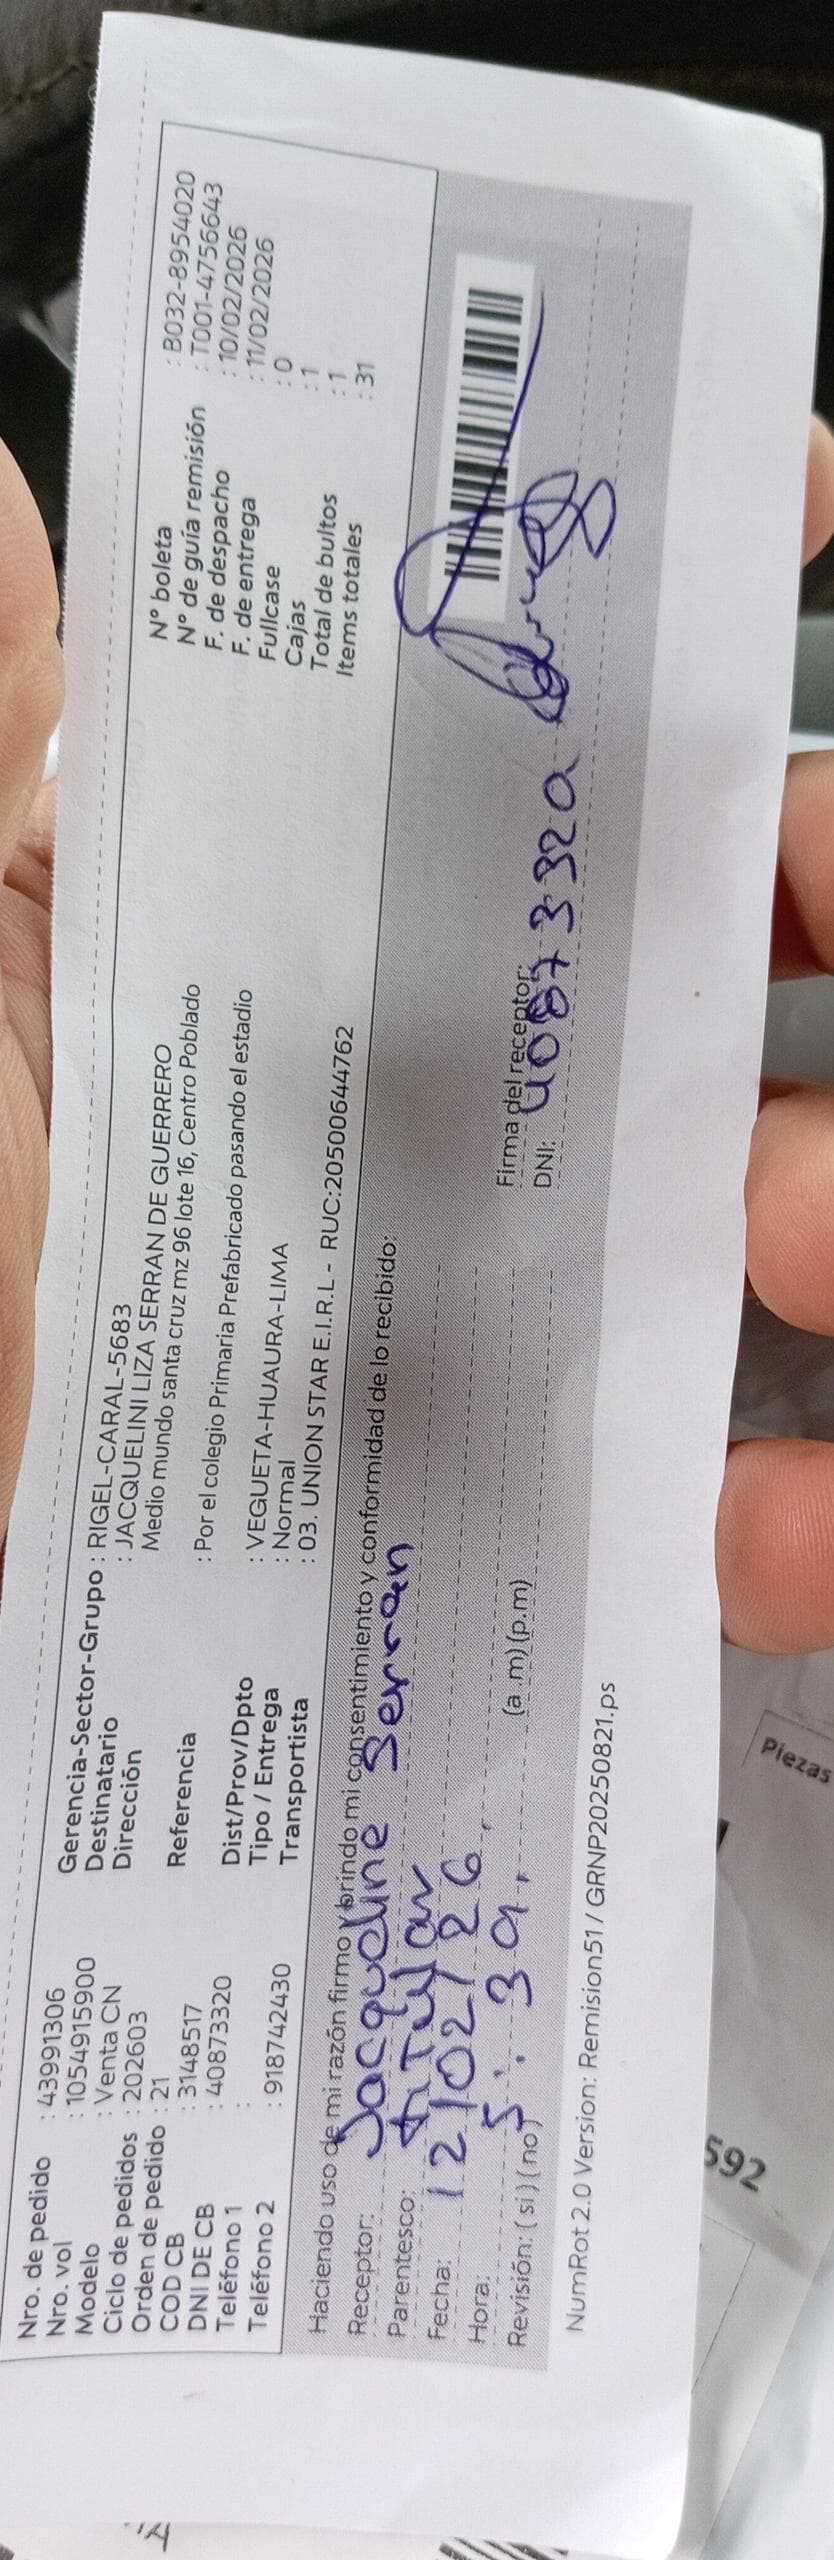 Nro. de pedido : 43991306
Nro. vol : 1054915900
Modelo : Venta CN
Ciclo de pedidos : 202603
Orden de pedido : 21
COD CB : 3148517
DNI DE CB : 40873320
Teléfono 1 :
Teléfono 2 : 918742430
Gerencia-Sector-Grupo : RIGEL-CARAL-5683
Destinatario : JACQUELINI LIZA SERRAN DE GUERRERO
Dirección Medio mundo santa cruz mz 96 lote 16, Centro Poblado
Referencia : Por el colegio Primaria Prefabricado pasando el estadio
Dist/Prov/Dpto : VEGUETA-HUAURA-LIMA
Tipo / Entrega : Normal
Transportista : 03. UNION STAR E.I.R.L - RUC:20500644762
N° boleta : B032-8954020
N° de guía remisión : T001-4756643
F. de despacho : 10/02/2026
F. de entrega : 11/02/2026
Fullcase : 0
Cajas : 1
Total de bultos : 1
Items totales : 31
Haciendo uso de mi razón firmo y brindo mi consentimiento y conformidad de lo recibido:
Receptor: Jacqueline Serran
Parentesco: titular
Fecha: 12/02/26
Hora: 5:39. (a m) (p.m)
Revisión: ( si ) ( no )
Firma del receptor:
DNI: 40873320
NumRot 2.0 Version: Remision51 / GRNP20250821.ps
Piezas
592